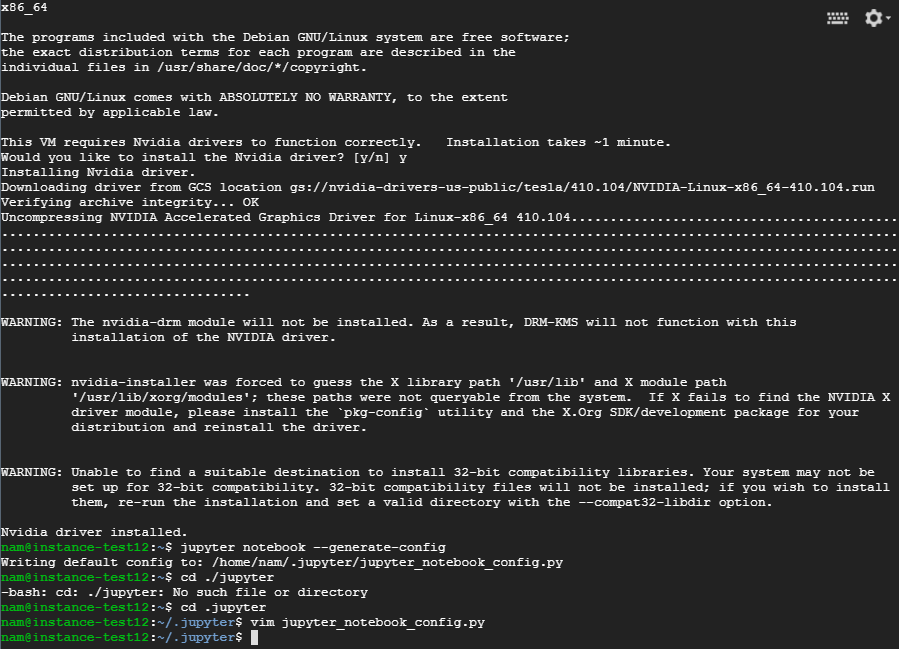 x86_64
The programs included with the Debian GNU/Linux system are free software;
the exact distribution terms for each program are described in the
individual files in /usr/share/doc/*/copyright.
Debian GNU/Linux comes with ABSOLUTELY NO WARRANTY, to the extent
permitted by applicable law.
This VM requires Nvidia drivers to function correctly.   Installation takes ~1 minute.
Would you like to install the Nvidia driver? [y/n] y
Installing Nvidia driver.
Downloading driver from GCS location gs://nvidia-drivers-us-public/tesla/410.104/NVIDIA-Linux-x86_64-410.104.run
Verifying archive integrity... OK
Uncompressing NVIDIA Accelerated Graphics Driver for Linux-x86_64 410.104..........................................
...................................................................................................................
...................................................................................................................
...................................................................................................................
...................................................................................................................
................................
WARNING: The nvidia-drm module will not be installed. As a result, DRM-KMS will not function with this
installation of the NVIDIA driver.
WARNING: nvidia-installer was forced to guess the X library path '/usr/lib' and X module path
'/usr/lib/xorg/modules'; these paths were not queryable from the system.  If X fails to find the NVIDIA X
driver module, please install the `pkg-config` utility and the X.Org SDK/development package for your
distribution and reinstall the driver.
WARNING: Unable to find a suitable destination to install 32-bit compatibility libraries. Your system may not be
set up for 32-bit compatibility. 32-bit compatibility files will not be installed; if you wish to install
them, re-run the installation and set a valid directory with the --compat32-libdir option.
Nvidia driver installed.
nam@instance-test12:~$ jupyter notebook --generate-config
Writing default config to: /home/nam/.jupyter/jupyter_notebook_config.py
nam@instance-test12:~$ cd ./jupyter
-bash: cd: ./jupyter: No such file or directory
nam@instance-test12:~$ cd .jupyter
nam@instance-test12:~/.jupyter$ vim jupyter_notebook_config.py
nam@instance-test12:~/.jupyter$